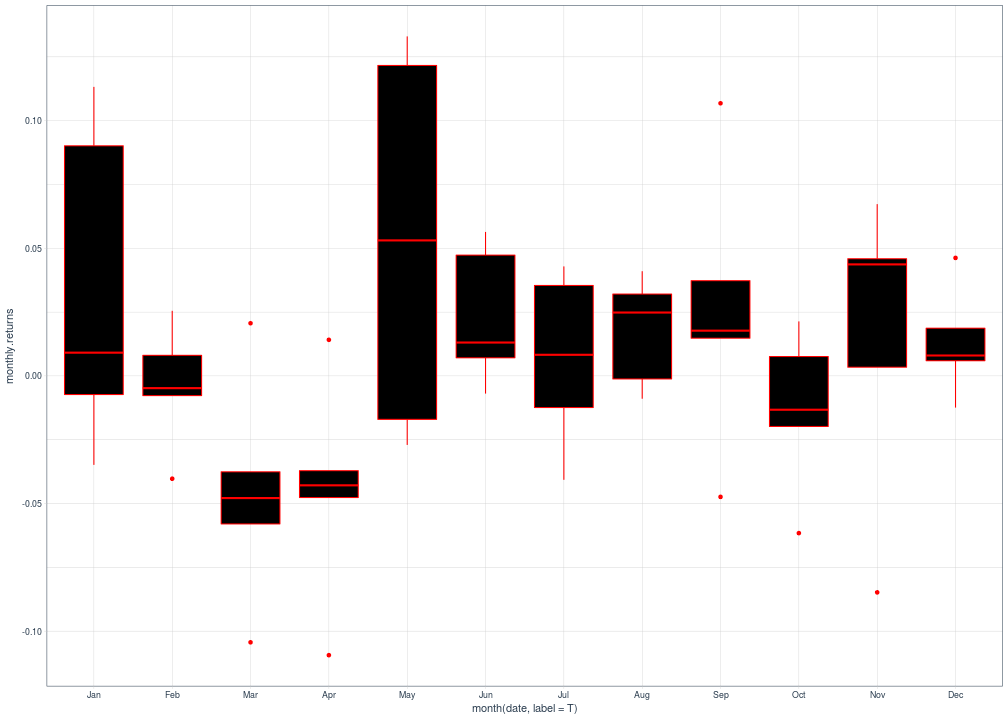 monthly.returns
0.10
0.05
0.00
-0.05
-0.10
Jan Feb Mar Apr May Jun Jul Aug Sep Oct Nov Dec
month(date, label = T)